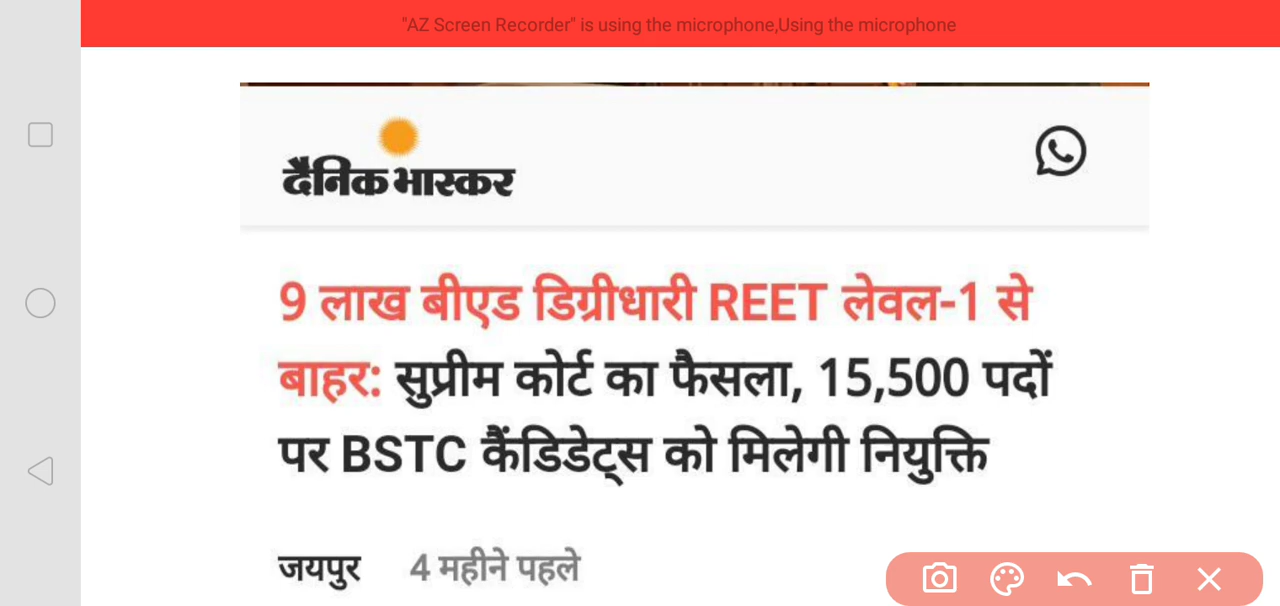 "AZ Screen Recorder" is using the microphone,Using the microphone
दैनिक भास्कर
9 लाख बीएड डिग्रीधारी REET लेवल-1 से
बाहर: सुप्रीम कोर्ट का फैसला, 15,500 पदों
पर BSTC कैंडिडेट्स को मिलेगी नियुक्ति
जयपुर 4 महीने पहले